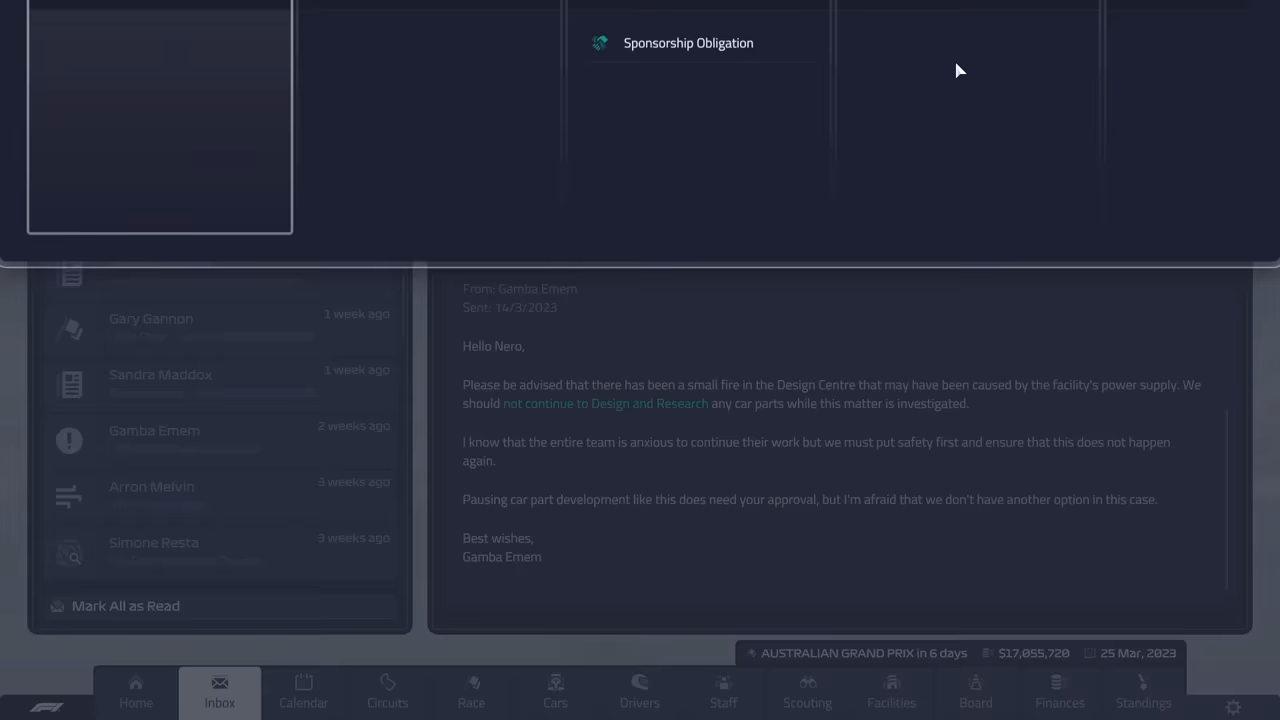 Sponsorship Obligation
From: Gamba Emem
Sent: 14/3/2023
Gary Gannon
1 week ago
Hello Nero,
Sandra Maddox
1 week ago
Please be advised that there has been a small fire in the Design Centre that may have been caused by the facility's power supply. We
should not continue to Design and Research any car parts while this matter is investigated.
Gamba Emem
2 weeks ago
I know that the entire team is anxious to continue their work but we must put safety first and ensure that this does not happen
again.
Arron Melvin
3 weeks ago
Pausing car part development like this does need your approval, but I'm afraid that we don't have another option in this case.
Simone Resta
3 weeks ago
Best wishes,
Gamba Emem
Mark All as Read
AUSTRALIAN GRAND PRIX in 6 days
$17,055,720
25 Mar, 2023
Home
Inbox
Calendar
Circuits
Race
Cars
Drivers
Staff
Scouting
Facilities
Board
Finances
Standings